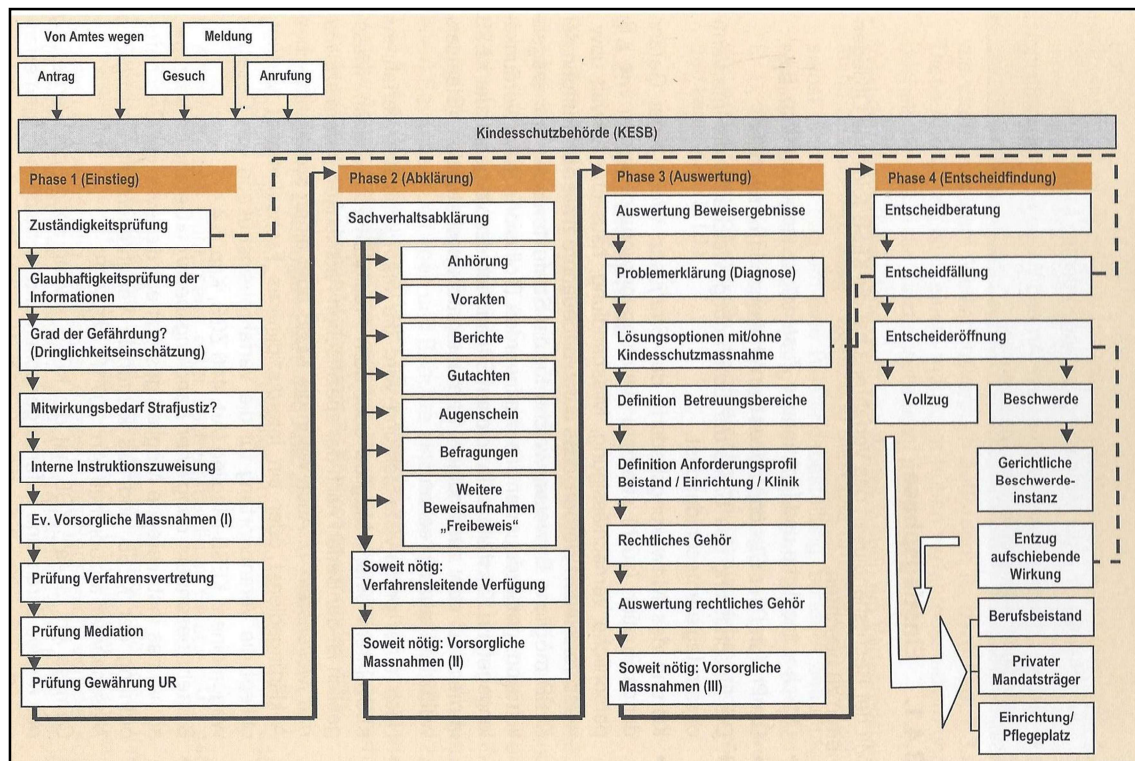 Von Amtes wegen
Meldung
Antrag
Gesuch
Anrufung
Kindesschutzbehörde (KESB)
Phase 1 (Einstieg)
Zuständigkeitsprüfung
Glaubhaftigkeitsprüfung der
Informationen
Grad der Gefährdung?
(Dringlichkeitseinschätzung)
Mitwirkungsbedarf Strafjustiz?
Interne Instruktionszuweisung
Ev. Vorsorgliche Massnahmen (I)
Prüfung Verfahrensvertretung
Prüfung Mediation
Prüfung Gewährung UR
Phase 2 (Abklärung)
Sachverhaltsabklärung
Anhörung
Vorakten
Berichte
Gutachten
Augenschein
Befragungen
Weitere
Beweisaufnahmen
„Freibeweis“
Soweit nötig:
Verfahrensleitende Verfügung
Soweit nötig: Vorsorgliche
Massnahmen (II)
Phase 3 (Auswertung)
Auswertung Beweisergebnisse
Problemerklärung (Diagnose)
Lösungsoptionen mit/ohne
Kindesschutzmassnahme
Definition Betreuungsbereiche
Definition Anforderungsprofil
Beistand / Einrichtung / Klinik
Rechtliches Gehör
Auswertung rechtliches Gehör
Soweit nötig: Vorsorgliche
Massnahmen (III)
Phase 4 (Entscheidfindung)
Entscheidberatung
Entscheidfällung
Entscheideröffnung
Vollzug
Beschwerde
Gerichtliche
Beschwerde-
instanz
Entzug
aufschiebende
Wirkung
Berufsbeistand
Privater
Mandatsträger
Einrichtung/
Pflegeplatz